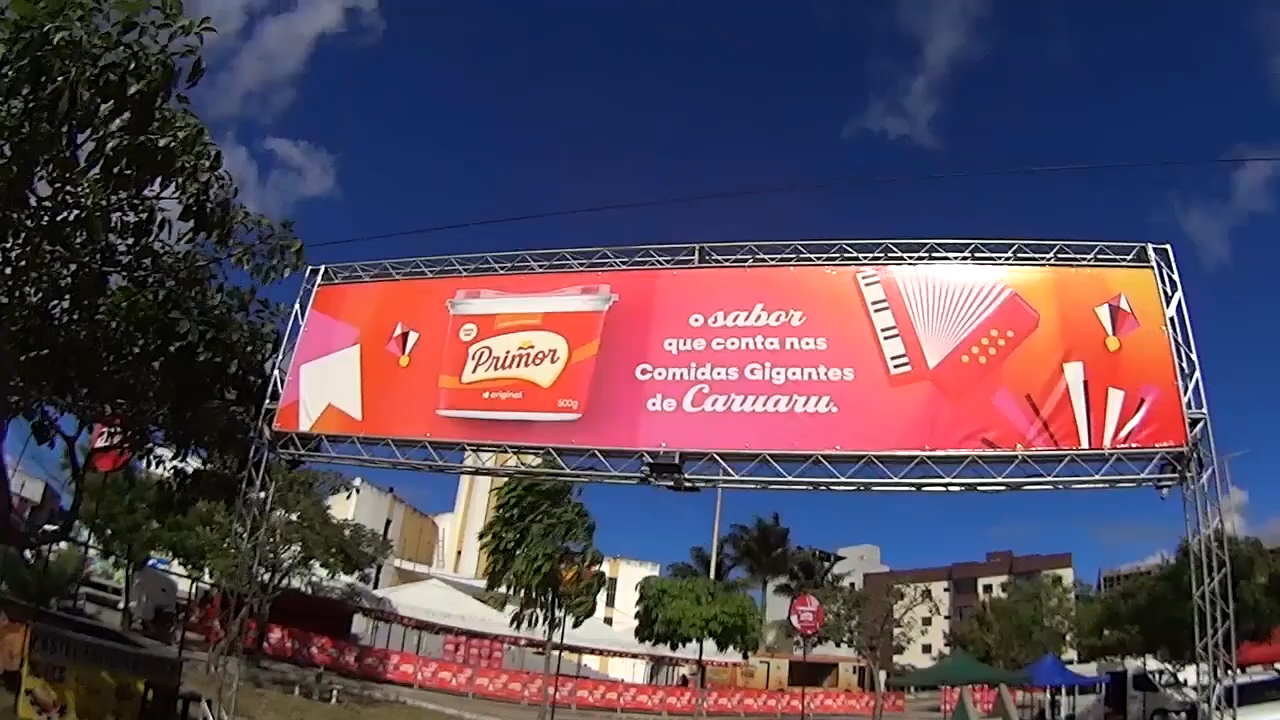 Primor
original
500g
o sabor
que conta nas
Comidas Gigantes
de Caruaru.